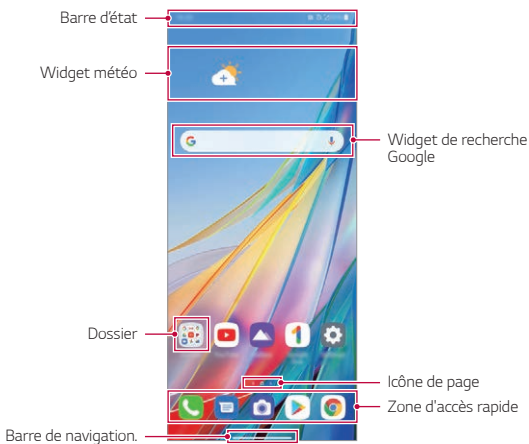 Barre d'état
Widget météo
Widget de recherche
Google
Dossier
Icône de page
Zone d'accès rapide
Barre de navigation.